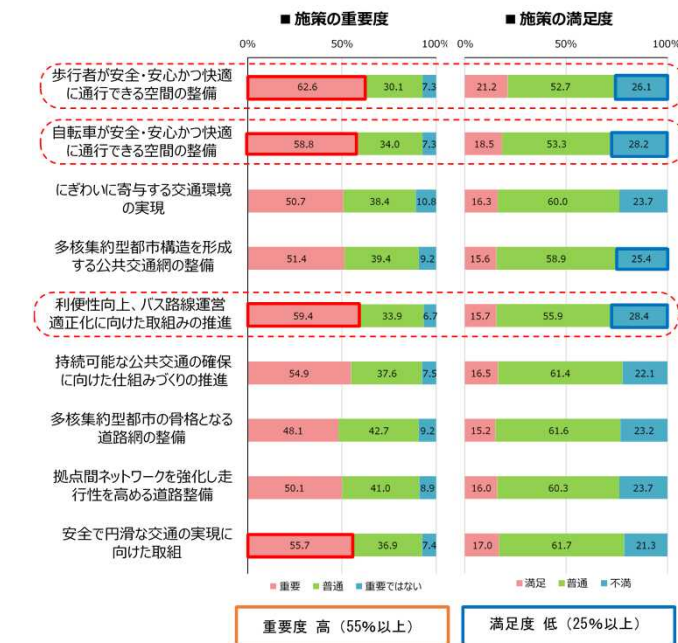 ■ 施策の重要度
■ 施策の満足度
0% 50% 100%
0% 50% 100%
歩行者が安全・安心かつ快適
に通行できる空間の整備
62.6 30.1 7.3
21.2 52.7 26.1
自転車が安全・安心かつ快適
に通行できる空間の整備
58.8 34.0 7.3
18.5 53.3 28.2
にぎわいに寄与する交通環境
の実現
50.7 38.4 10.8
16.3 60.0 23.7
多核集約型都市構造を形成
する公共交通網の整備
51.4 39.4 9.2
15.6 58.9 25.4
利便性向上、バス路線運営
適正化に向けた取組みの推進
59.4 33.9 6.7
15.7 55.9 28.4
持続可能な公共交通の確保
に向けた仕組みづくりの推進
54.9 37.6 7.5
16.5 61.4 22.1
多核集約型都市の骨格となる
道路網の整備
48.1 42.7 9.2
15.2 61.6 23.2
拠点間ネットワークを強化し走
行性を高める道路整備
50.1 41.0 8.9
16.0 60.3 23.7
安全で円滑な交通の実現に
向けた取組
55.7 36.9 7.4
17.0 61.7 21.3
■重要 ■普通 ■重要ではない
■満足 ■普通 ■不満
重要度 高（55%以上）
満足度 低（25%以上）